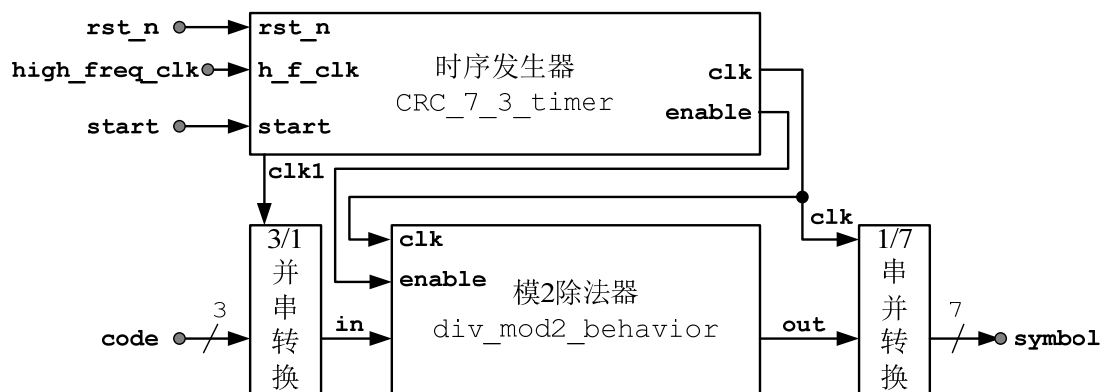 rst_n
rst_n
high_freq_clk
h_f_clk
时序发生器
clk
CRC_7_3_timer
enable
start
start
clk1
clk
3/1
并
串
转
换
clk
enable
模2除法器
div_mod2_behavior
1/7
串
并
转
换
3
code
in
out
7
symbol